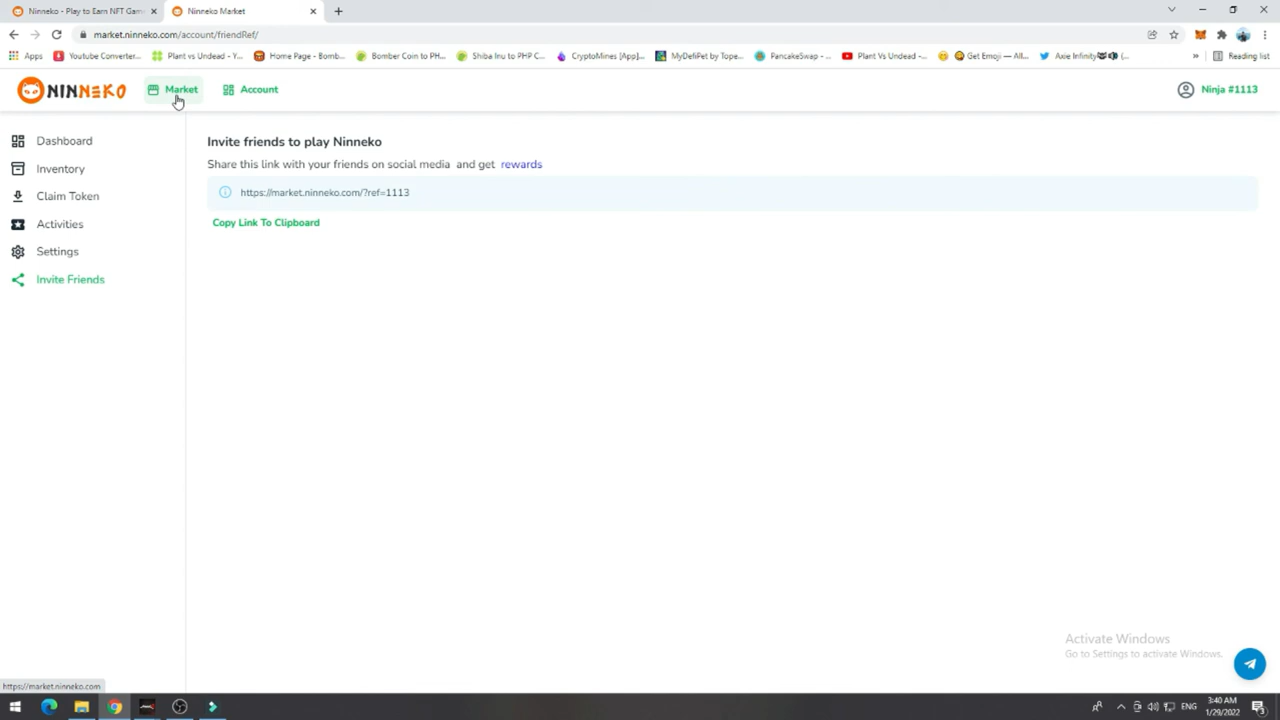 Ninneko - Play to Earn NFT Gam
Ninneko Market
market.ninneko.com/account/friendRef/
Apps
Youtube Converter...
Plant vs Undead - Y...
Home Page - Bomb...
Bomber Coin to PH...
Shiba Inu to PHP C...
CryptoMines [App]...
MyDefiPet by Tope...
PancakeSwap - ...
Plant Vs Undead -...
Get Emoji — All...
Axie Infinity
»
Reading list
NINNEKO
Market
Account
Ninja #1113
Dashboard
Inventory
Claim Token
Activities
Settings
Invite Friends
Invite friends to play Ninneko
Share this link with your friends on social media and get rewards
https://market.ninneko.com/?ref=1113
Copy Link To Clipboard
Activate Windows
Go to Settings to activate Windows.
https://market.ninneko.com
ENG
3:40 AM
1/29/2022